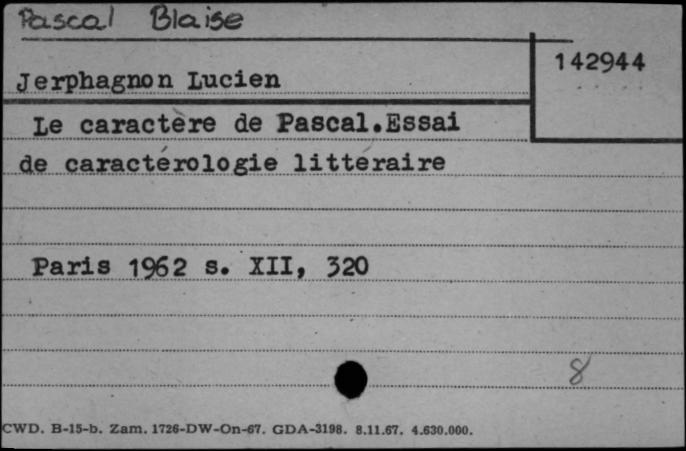 Pascal Blaise
Jerphagnon Lucien
142944
Le caractère de Pascal.Essai
de caractérologie littéraire
Paris 1962 s. XII, 320
8
CWD. B-15-b. Zam. 1726-DW-On-67. GDA-3198. 8.11.67. 4.630.000.